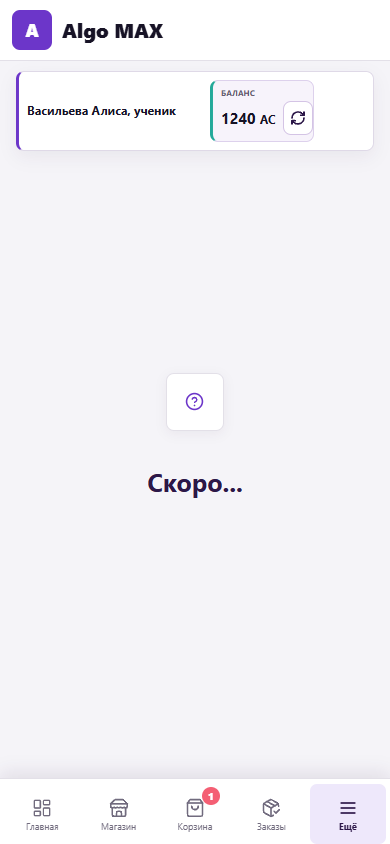 A
Algo MAX
Васильева Алиса, ученик
БАЛАНС
1240 AC
Скоро...
1
Главная
Магазин
Корзина
Заказы
Ещё